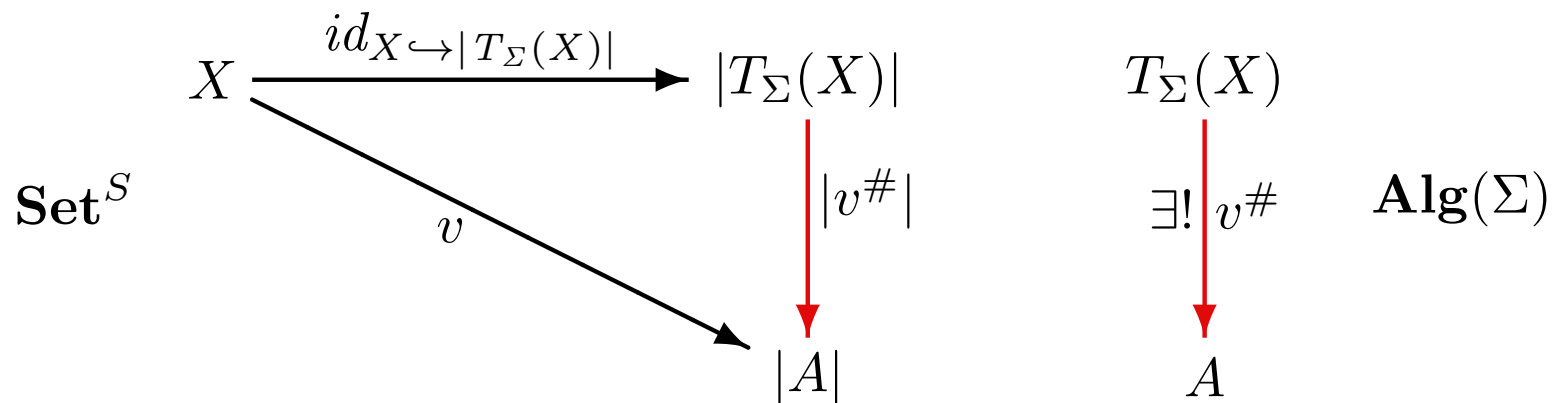 id_{X↪|T_Σ(X)|}
X |T_Σ(X)| T_Σ(X)
Set^S v |v^#| ∃! v^# Alg(Σ)
|A| A